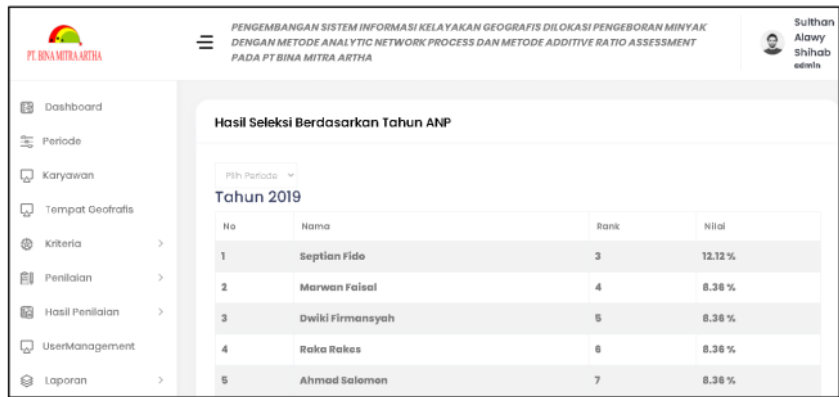 PT. BINA MITRA ARTHA
PENGEMBANGAN SISTEM INFORMASI KELAYAKAN GEOGRAFIS DILOKASI PENGEBORAN MINYAK
DENGAN METODE ANALYTIC NETWORK PROCESS DAN METODE ADDITIVE RATIO ASSESSMENT
PADA PT BINA MITRA ARTHA
Sulthan
Alawy
Shihab
admin
Dashboard
Periode
Karyawan
Tempat Geofrafis
Kriteria
Penilaian
Hasil Penilaian
UserManagement
Laporan
Hasil Seleksi Berdasarkan Tahun ANP
Pilih Periode
Tahun 2019
No Nama Rank Nilai
1 Septian Fido 3 12.12 %
2 Marwan Faisal 4 8.36 %
3 Dwiki Firmansyah 5 8.36 %
4 Raka Rakes 6 8.36 %
5 Ahmad Salomon 7 8.36 %